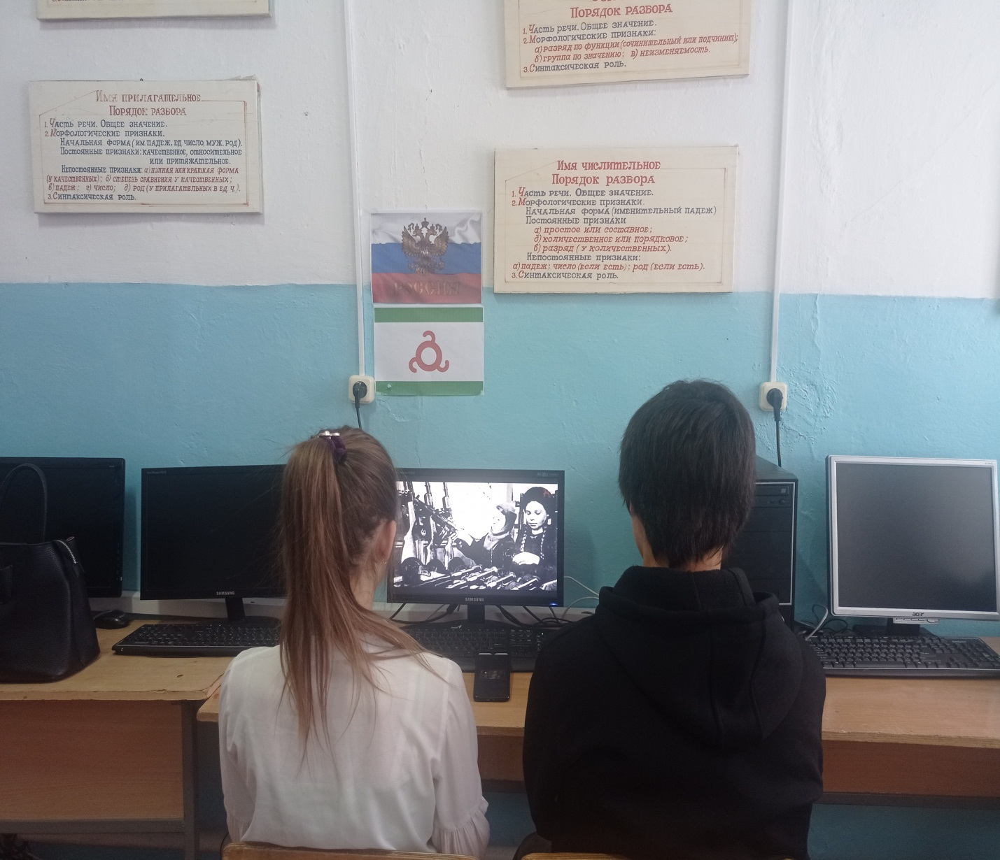 Порядок разбора
1. Часть речи. Общее значение.
2. Морфологические признаки:
а) разряд по функции (сочинительный или подчинит);
б) группа по значению; в) неизменяемость.
3. Синтаксическая роль.
Имя прилагательное
Порядок разбора
1. Часть речи. Общее значение.
2. Морфологические признаки.
Начальная форма (им. падеж, ед. число, муж. род).
Постоянные признаки: качественное, относительное
или притяжательное.
Непостоянные признаки: а) полная или краткая форма
(у качественных); б) степень сравнения у качественных;
в) падеж; г) число; д) род (у прилагательных в ед. ч.).
3. Синтаксическая роль.
Имя числительное
Порядок разбора
1. Часть речи. Общее значение.
2. Морфологические признаки.
Начальная форма (именительный падеж)
Постоянные признаки
а) простое или составное;
б) количественное или порядковое;
в) разряд (у количественных).
Непостоянные признаки:
а) падеж; число (если есть); род (если есть).
3. Синтаксическая роль.
РОССИЯ
SAMSUNG
SAMSUNG
acer